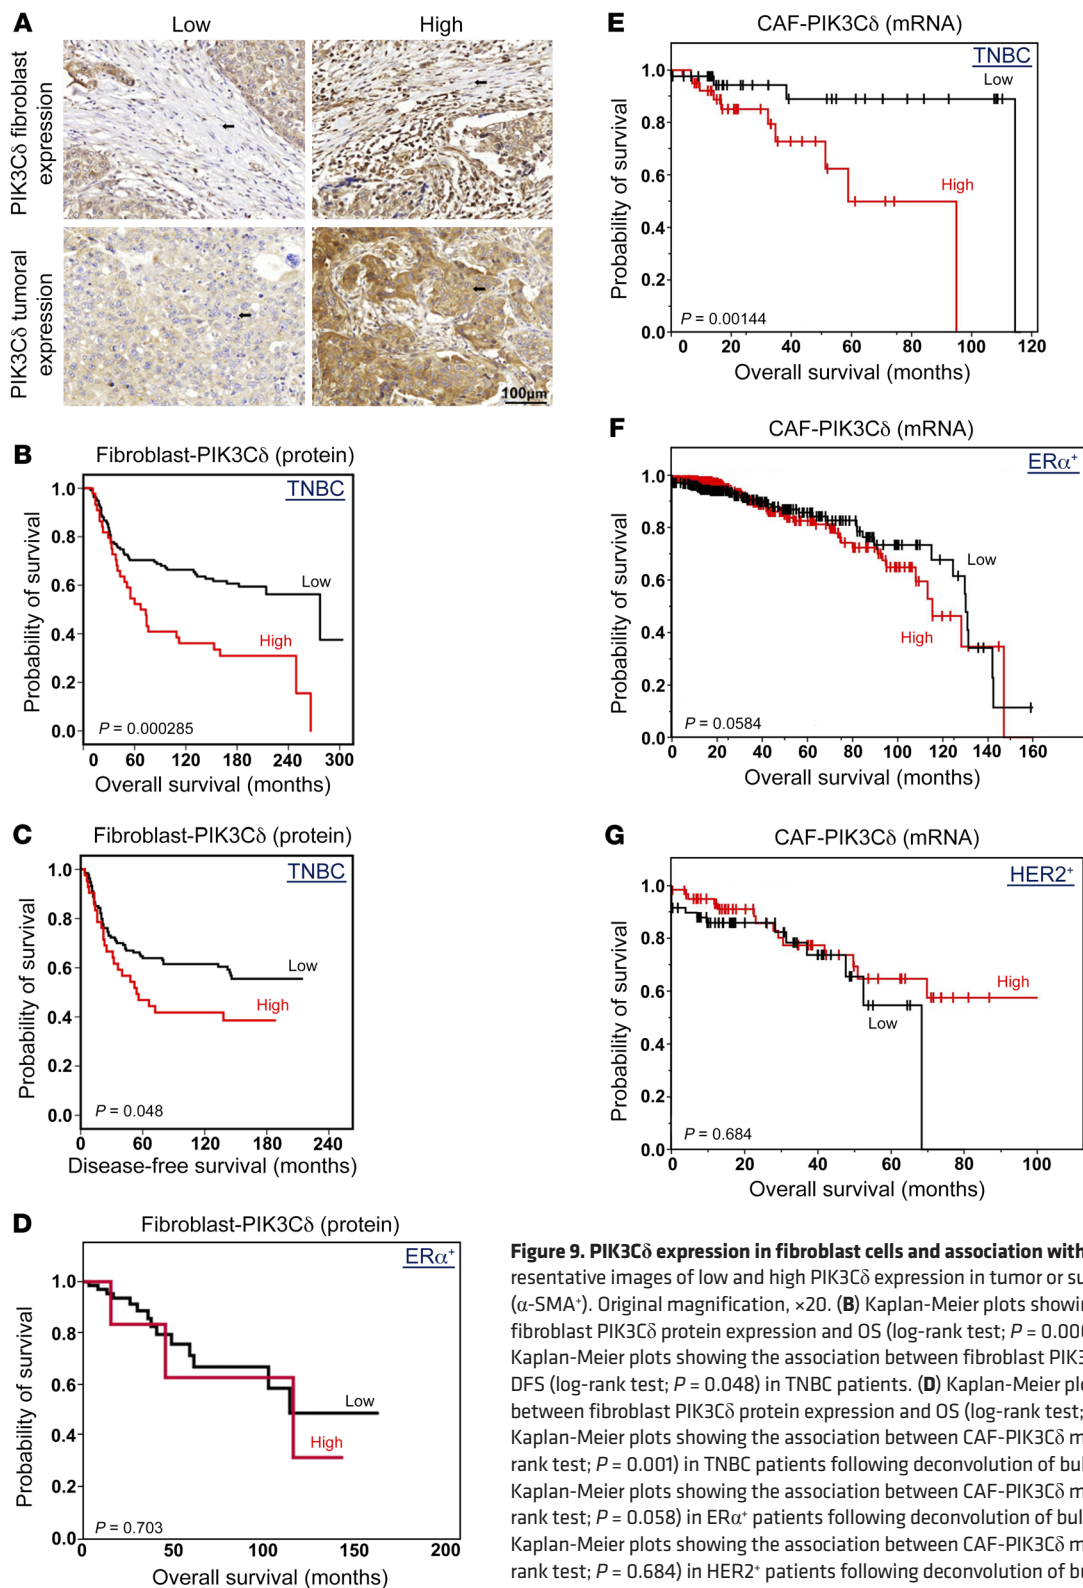 A
Low
High
PIK3Cδ fibroblast
expression
PIK3Cδ tumoral
expression
100μm
B
Fibroblast-PIK3Cδ (protein)
TNBC
Probability of survival
1.0
0.8
0.6
0.4
0.2
0.0
Low
High
P = 0.000285
0 60 120 180 240 300
Overall survival (months)
C
Fibroblast-PIK3Cδ (protein)
TNBC
Probability of survival
1.0
0.8
0.6
0.4
0.2
0.0
Low
High
P = 0.048
0 60 120 180 240
Disease-free survival (months)
D
Fibroblast-PIK3Cδ (protein)
ERα+
Probability of survival
1.0
0.8
0.6
0.4
0.2
0.0
Low
High
P = 0.703
0 50 100 150 200
Overall survival (months)
E
CAF-PIK3Cδ (mRNA)
TNBC
Probability of survival
1.0
0.8
0.6
0.4
0.2
0.0
Low
High
P = 0.00144
0 20 40 60 80 100 120
Overall survival (months)
F
CAF-PIK3Cδ (mRNA)
ERα+
Probability of survival
1.0
0.8
0.6
0.4
0.2
0.0
Low
High
P = 0.0584
0 20 40 60 80 100 120 140 160
Overall survival (months)
G
CAF-PIK3Cδ (mRNA)
HER2+
Probability of survival
1.0
0.8
0.6
0.4
0.2
0.0
High
Low
P = 0.684
0 20 40 60 80 100
Overall survival (months)
Figure 9. PIK3Cδ expression in fibroblast cells and association with
resentative images of low and high PIK3Cδ expression in tumor or su
(α-SMA+). Original magnification, ×20. (B) Kaplan-Meier plots showin
fibroblast PIK3Cδ protein expression and OS (log-rank test; P = 0.000
Kaplan-Meier plots showing the association between fibroblast PIK3
DFS (log-rank test; P = 0.048) in TNBC patients. (D) Kaplan-Meier plo
between fibroblast PIK3Cδ protein expression and OS (log-rank test;
Kaplan-Meier plots showing the association between CAF-PIK3Cδ m
rank test; P = 0.001) in TNBC patients following deconvolution of bul
Kaplan-Meier plots showing the association between CAF-PIK3Cδ m
rank test; P = 0.058) in ERα+ patients following deconvolution of bul
Kaplan-Meier plots showing the association between CAF-PIK3Cδ m
rank test; P = 0.684) in HER2+ patients following deconvolution of bu